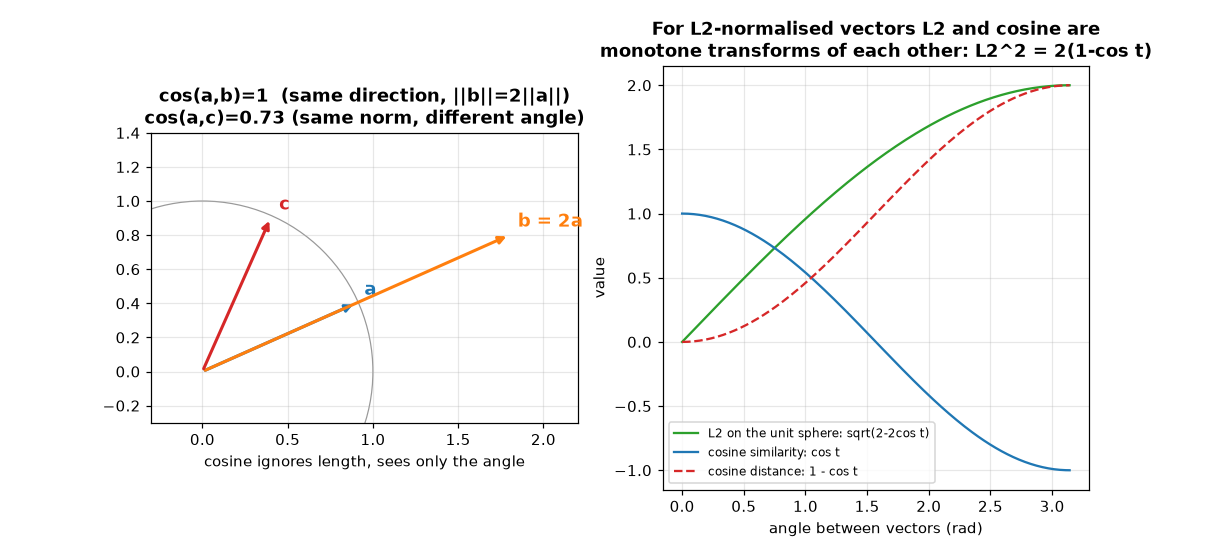 cos(a,b)=1  (same direction, ||b||=2||a||)
cos(a,c)=0.73 (same norm, different angle)
1.4
1.2
1.0
0.8
0.6
0.4
0.2
0.0
−0.2
c
b = 2a
a
0.0
0.5
1.0
1.5
2.0
cosine ignores length, sees only the angle
For L2-normalised vectors L2 and cosine are
monotone transforms of each other: L2^2 = 2(1-cos t)
value
2.0
1.5
1.0
0.5
0.0
−0.5
−1.0
L2 on the unit sphere: sqrt(2-2cos t)
cosine similarity: cos t
cosine distance: 1 - cos t
0.0
0.5
1.0
1.5
2.0
2.5
3.0
angle between vectors (rad)